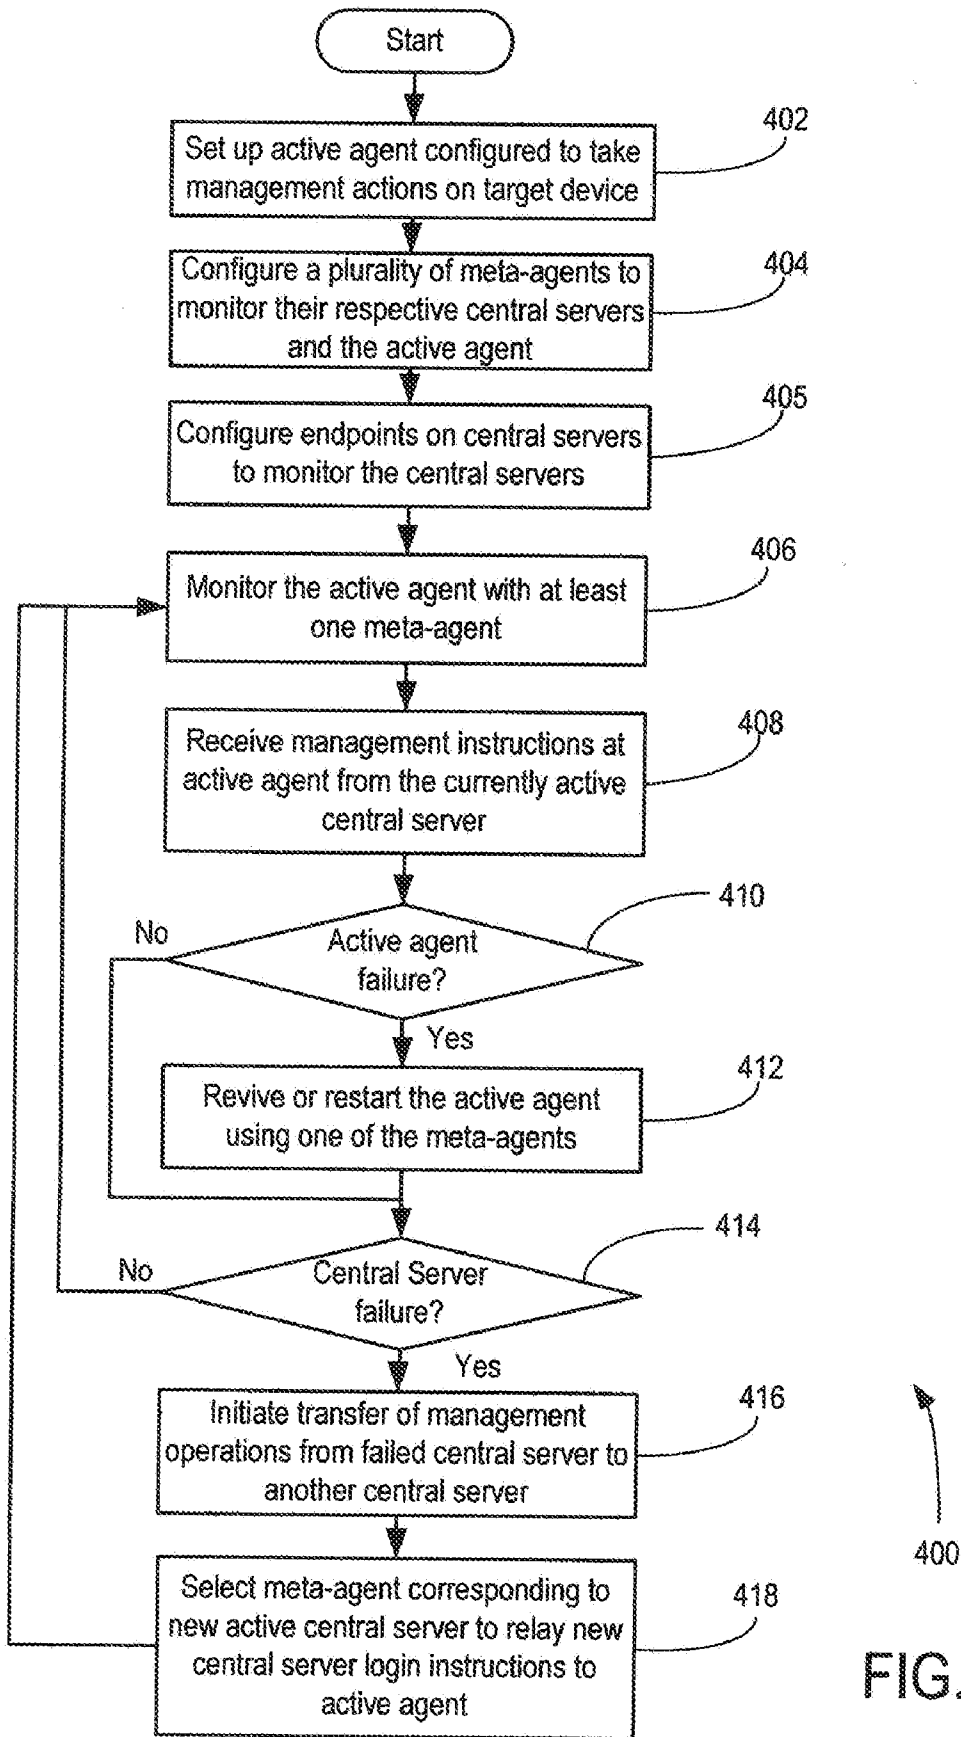 Start
402
Set up active agent configured to take
management actions on target device
404
Configure a plurality of meta-agents to
monitor their respective central servers
and the active agent
405
Configure endpoints on central servers
to monitor the central servers
406
Monitor the active agent with at least
one meta-agent
408
Receive management instructions at
active agent from the currently active
central server
410
No
Active agent
failure?
Yes
412
Revive or restart the active agent
using one of the meta-agents
414
No
Central Server
failure?
Yes
416
Initiate transfer of management
operations from failed central server to
another central server
400
418
Select meta-agent corresponding to
new active central server to relay new
central server login instructions to
active agent
FIG.